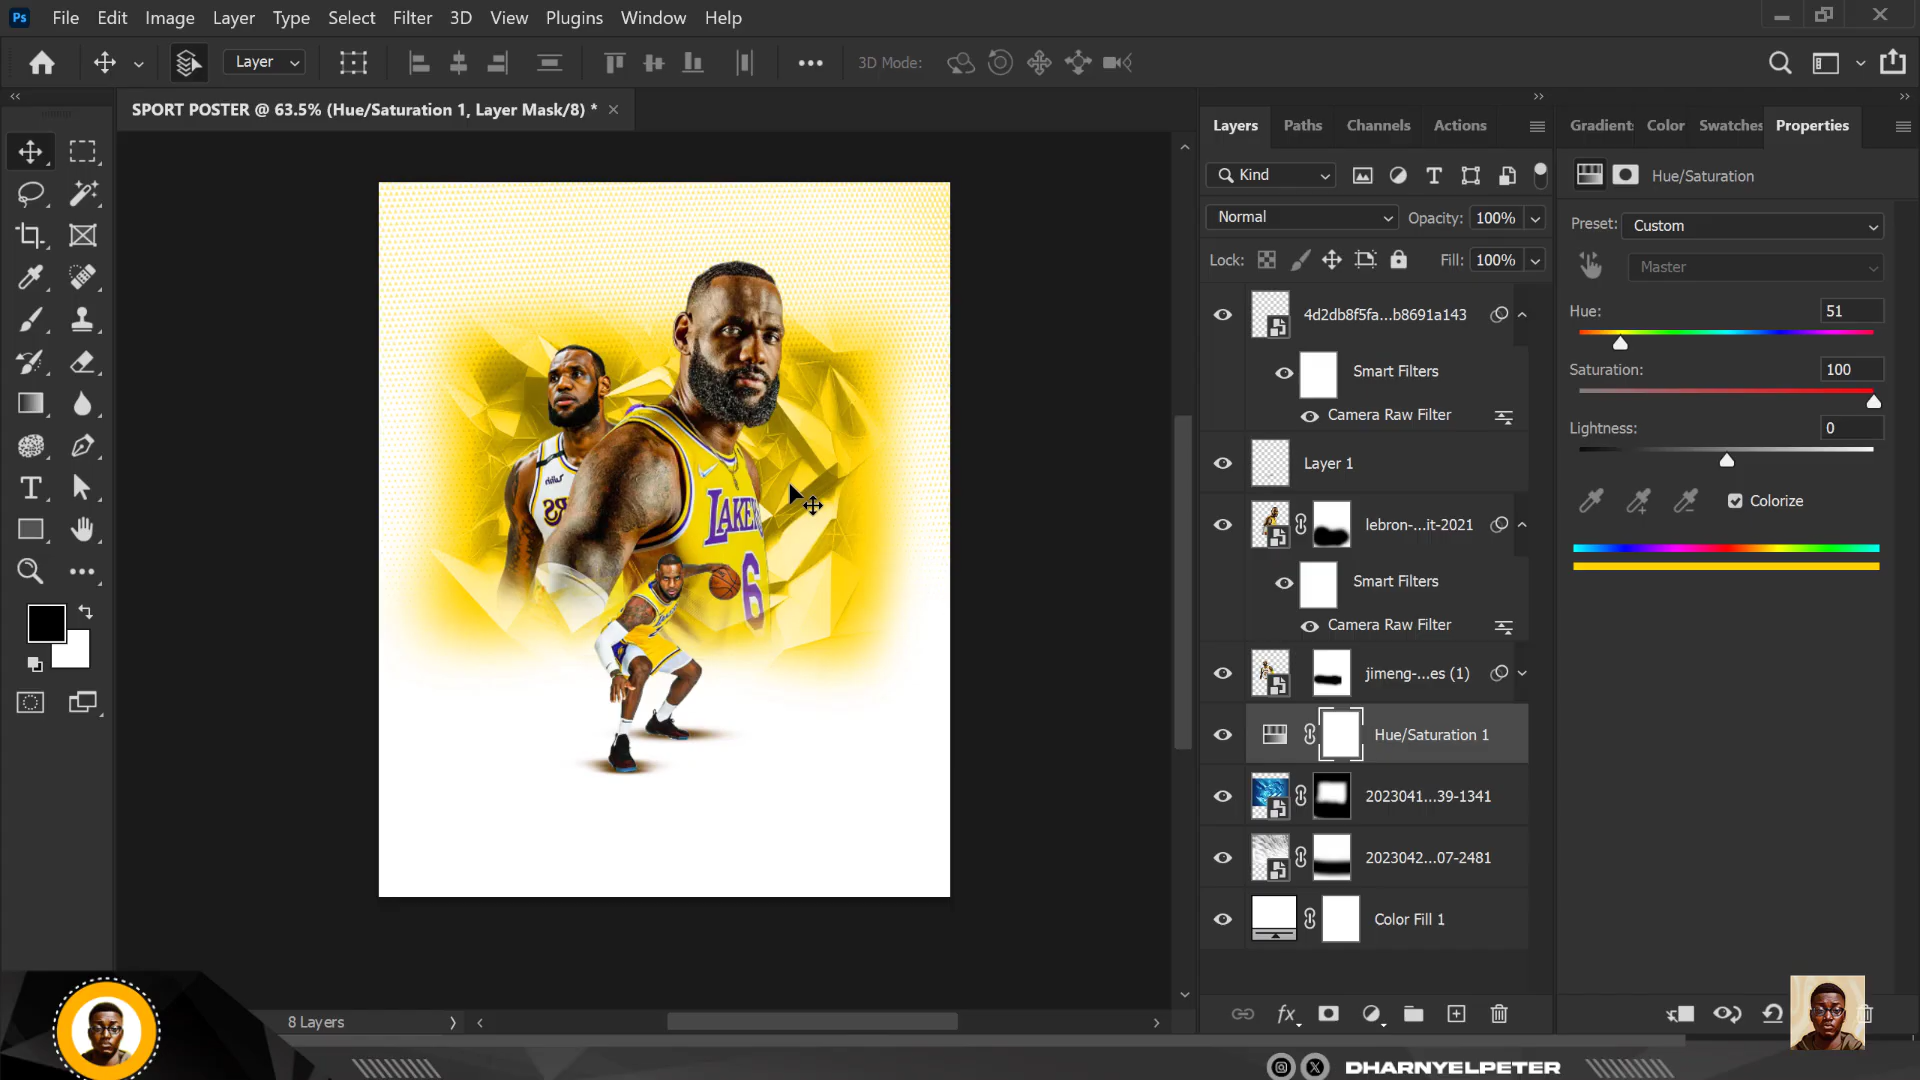 Ps File Edit Image Layer Type Select Filter 3D View Plugins Window Help
Layer 3D Mode:
SPORT POSTER @ 63.5% (Hue/Saturation 1, Layer Mask/8) *
Layers Paths Channels Actions
Gradient Color Swatches Properties
Kind
Hue/Saturation
Normal Opacity: 100%
Preset: Custom
Lock: Fill: 100%
Master
Hue: 51
4d2db8f5fa...b8691a143
Smart Filters
Saturation: 100
Camera Raw Filter
Lightness: 0
Layer 1
Colorize
lebron-...it-2021
Smart Filters
Camera Raw Filter
jimeng-...es (1)
Hue/Saturation 1
2023041...39-1341
2023042...07-2481
Color Fill 1
LAKE
6
8 Layers
DHARNYELPETER